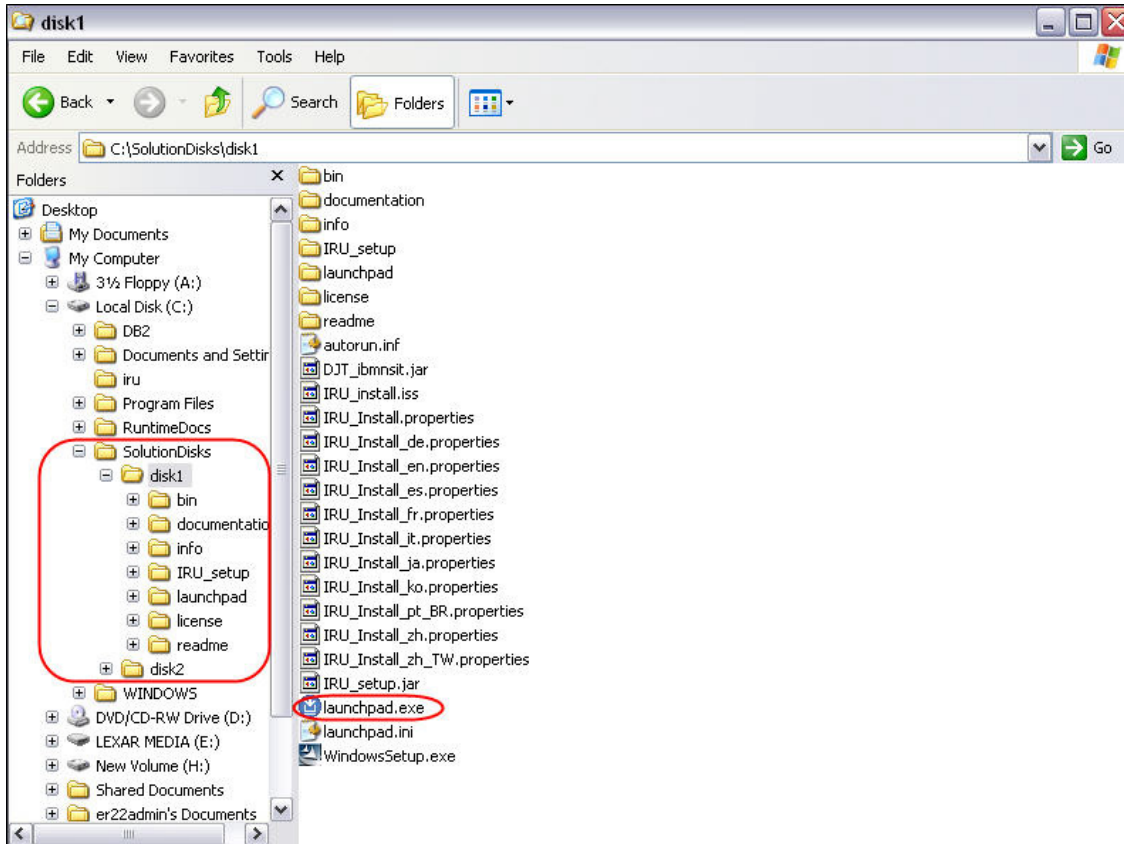 disk1
File Edit View Favorites Tools Help
Back Search Folders
Address C:\SolutionDisks\disk1 Go
Folders
Desktop
My Documents
My Computer
3½ Floppy (A:)
Local Disk (C:)
DB2
Documents and Settir
iru
Program Files
RuntimeDocs
SolutionDisks
disk1
bin
documentatio
info
IRU_setup
launchpad
license
readme
disk2
WINDOWS
DVD/CD-RW Drive (D:)
LEXAR MEDIA (E:)
New Volume (H:)
Shared Documents
er22admin's Documents
bin
documentation
info
IRU_setup
launchpad
license
readme
autorun.inf
DJT_ibmnsit.jar
IRU_install.iss
IRU_Install.properties
IRU_Install_de.properties
IRU_Install_en.properties
IRU_Install_es.properties
IRU_Install_fr.properties
IRU_Install_it.properties
IRU_Install_ja.properties
IRU_Install_ko.properties
IRU_Install_pt_BR.properties
IRU_Install_zh.properties
IRU_Install_zh_TW.properties
IRU_setup.jar
launchpad.exe
launchpad.ini
WindowsSetup.exe